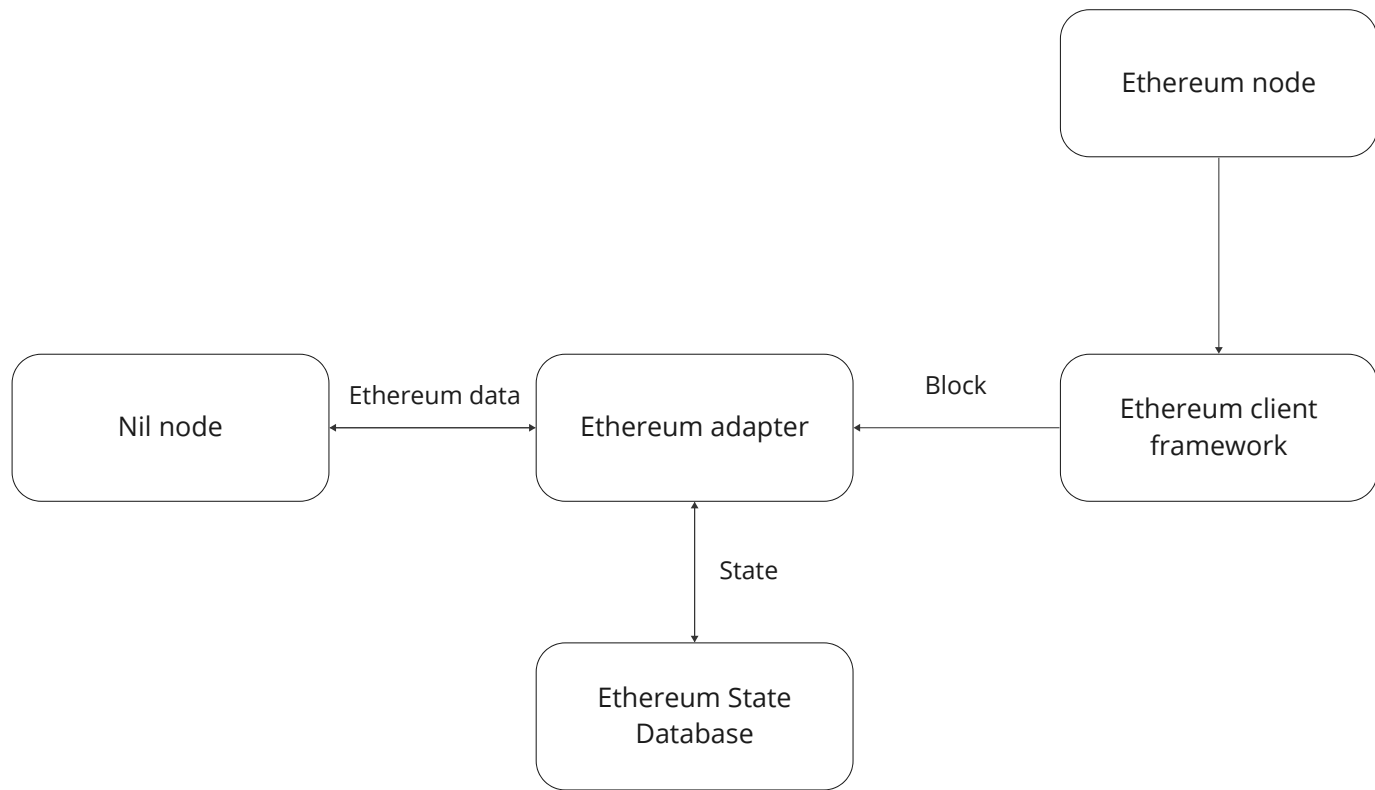 Ethereum node
Nil node
Ethereum data
Ethereum adapter
Block
Ethereum client
framework
State
Ethereum State
Database